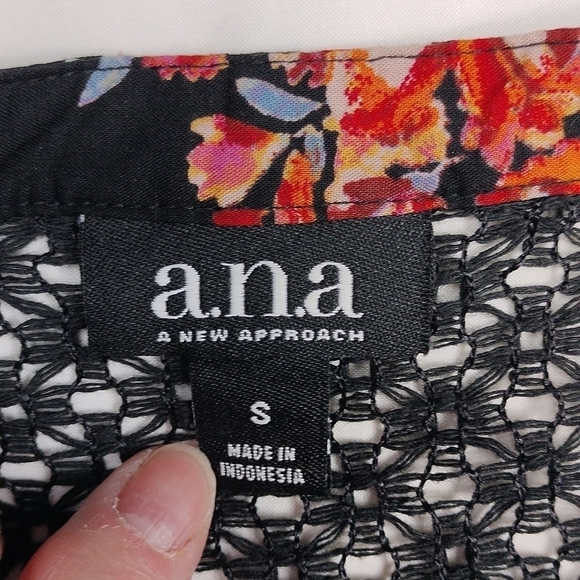 a.n.a
A NEW APPROACH
S
MADE IN
INDONESIA